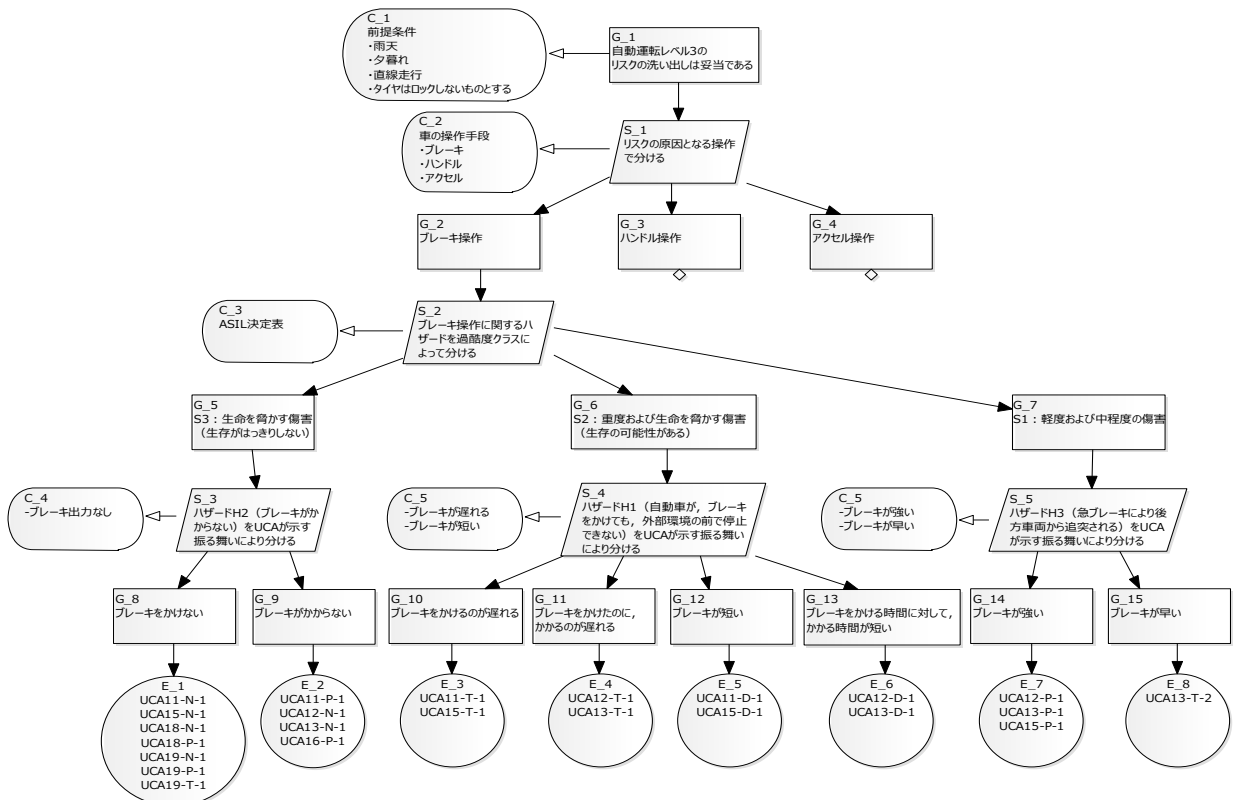 C_1
前提条件
・雨天
・夕暮れ
・直線走行
・タイヤはロックしないものとする
G_1
自動運転レベル3の
リスクの洗い出しは妥当である
C_2
車の操作手段
・ブレーキ
・ハンドル
・アクセル
S_1
リスクの原因となる操作
で分ける
G_2
ブレーキ操作
G_3
ハンドル操作
G_4
アクセル操作
C_3
ASIL決定表
S_2
ブレーキ操作に関するハ
ザードを過酷度クラスに
よって分ける
G_5
S3：生命を脅かす傷害
（生存がはっきりしない）
G_6
S2：重度および生命を脅かす傷害
（生存の可能性がある）
G_7
S1：軽度および中程度の傷害
C_4
-ブレーキ出力なし
S_3
ハザードH2（ブレーキがか
からない）をUCAが示す
振る舞いにより分ける
C_5
-ブレーキが遅れる
-ブレーキが短い
S_4
ハザードH1（自動車が，ブレーキ
をかけても，外部環境の前で停止
できない）をUCAが示す振る舞い
により分ける
C_5
-ブレーキが強い
-ブレーキが早い
S_5
ハザードH3（急ブレーキにより後
方車両から追突される）をUCA
が示す振る舞いにより分ける
G_8
ブレーキをかけない
G_9
ブレーキがかからない
G_10
ブレーキをかけるのが遅れる
G_11
ブレーキをかけたのに，
かかるのが遅れる
G_12
ブレーキが短い
G_13
ブレーキをかける時間に対して，
かかる時間が短い
G_14
ブレーキが強い
G_15
ブレーキが早い
E_1
UCA11-N-1
UCA15-N-1
UCA18-N-1
UCA18-P-1
UCA19-N-1
UCA19-P-1
UCA19-T-1
E_2
UCA11-P-1
UCA12-N-1
UCA13-N-1
UCA16-P-1
E_3
UCA11-T-1
UCA15-T-1
E_4
UCA12-T-1
UCA13-T-1
E_5
UCA11-D-1
UCA15-D-1
E_6
UCA12-D-1
UCA13-D-1
E_7
UCA12-P-1
UCA13-P-1
UCA15-P-1
E_8
UCA13-T-2